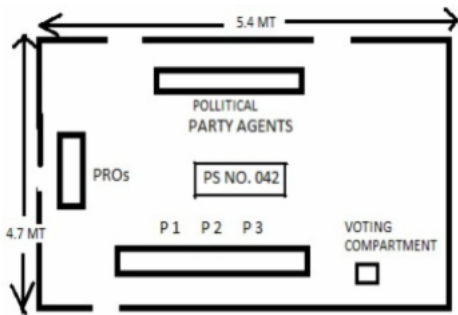 5.4 MT
POLLITICAL
PARTY AGENTS
PROs
PS NO. 042
P 1 P 2 P 3
4.7 MT
VOTING
COMPARTMENT